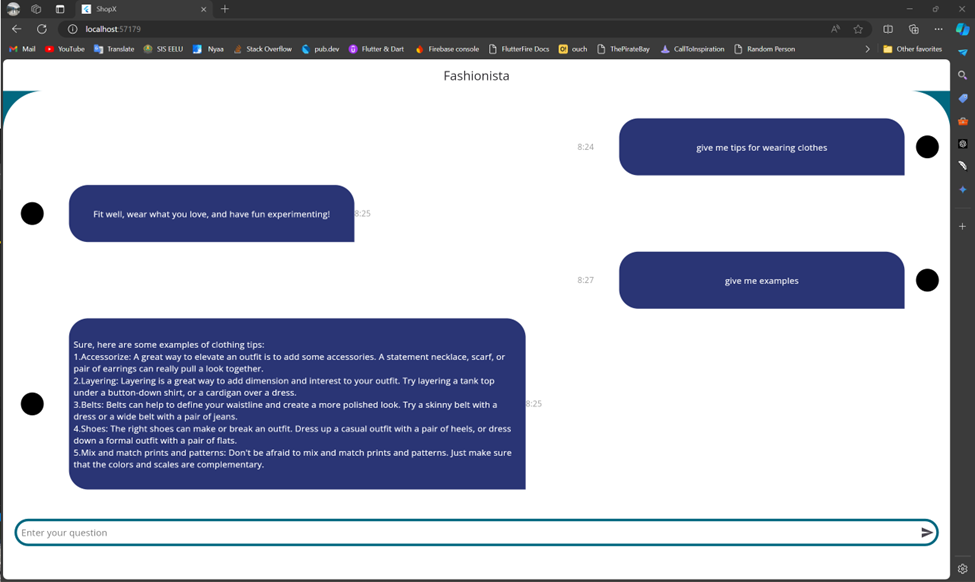 ShopX
localhost:57179
Mail YouTube Translate SIS EELU Nyaa Stack Overflow pub.dev Flutter & Dart Firebase console FlutterFire Docs ouch ThePirateBay CallToInspiration Random Person Other favorites
Fashionista
8:24 give me tips for wearing clothes
Fit well, wear what you love, and have fun experimenting! 8:25
8:27 give me examples
Sure, here are some examples of clothing tips:
1.Accessorize: A great way to elevate an outfit is to add some accessories. A statement necklace, scarf, or
pair of earrings can really pull a look together.
2.Layering: Layering is a great way to add dimension and interest to your outfit. Try layering a tank top
under a button-down shirt, or a cardigan over a dress.
3.Belts: Belts can help to define your waistline and create a more polished look. Try a skinny belt with a
8:25
dress or a wide belt with a pair of jeans.
4.Shoes: The right shoes can make or break an outfit. Dress up a casual outfit with a pair of heels, or dress
down a formal outfit with a pair of flats.
5.Mix and match prints and patterns: Don't be afraid to mix and match prints and patterns. Just make sure
that the colors and scales are complementary.
Enter your question